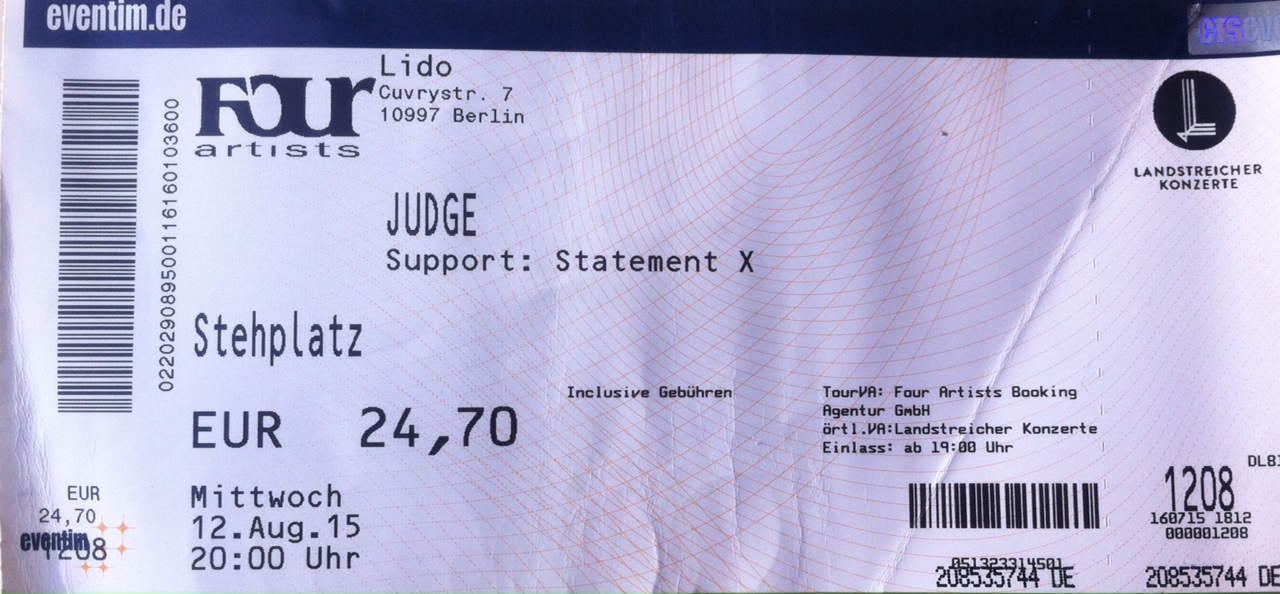 eventim.de
CTS
Four
artists
Lido
Cuvrystr. 7
10997 Berlin
LANDSTREICHER
KONZERTE
JUDGE
Support: Statement X
Stehplatz
Inclusive Gebühren
EUR 24,70
TourVA: Four Artists Booking
Agentur GmbH
örtl.VA:Landstreicher Konzerte
Einlass: ab 19:00 Uhr
Mittwoch
12.Aug.15
20:00 Uhr
EUR
24,70
eventim
1208
1208
160715 1812
000001208
051323314501
208535744 DE
208535744 DE